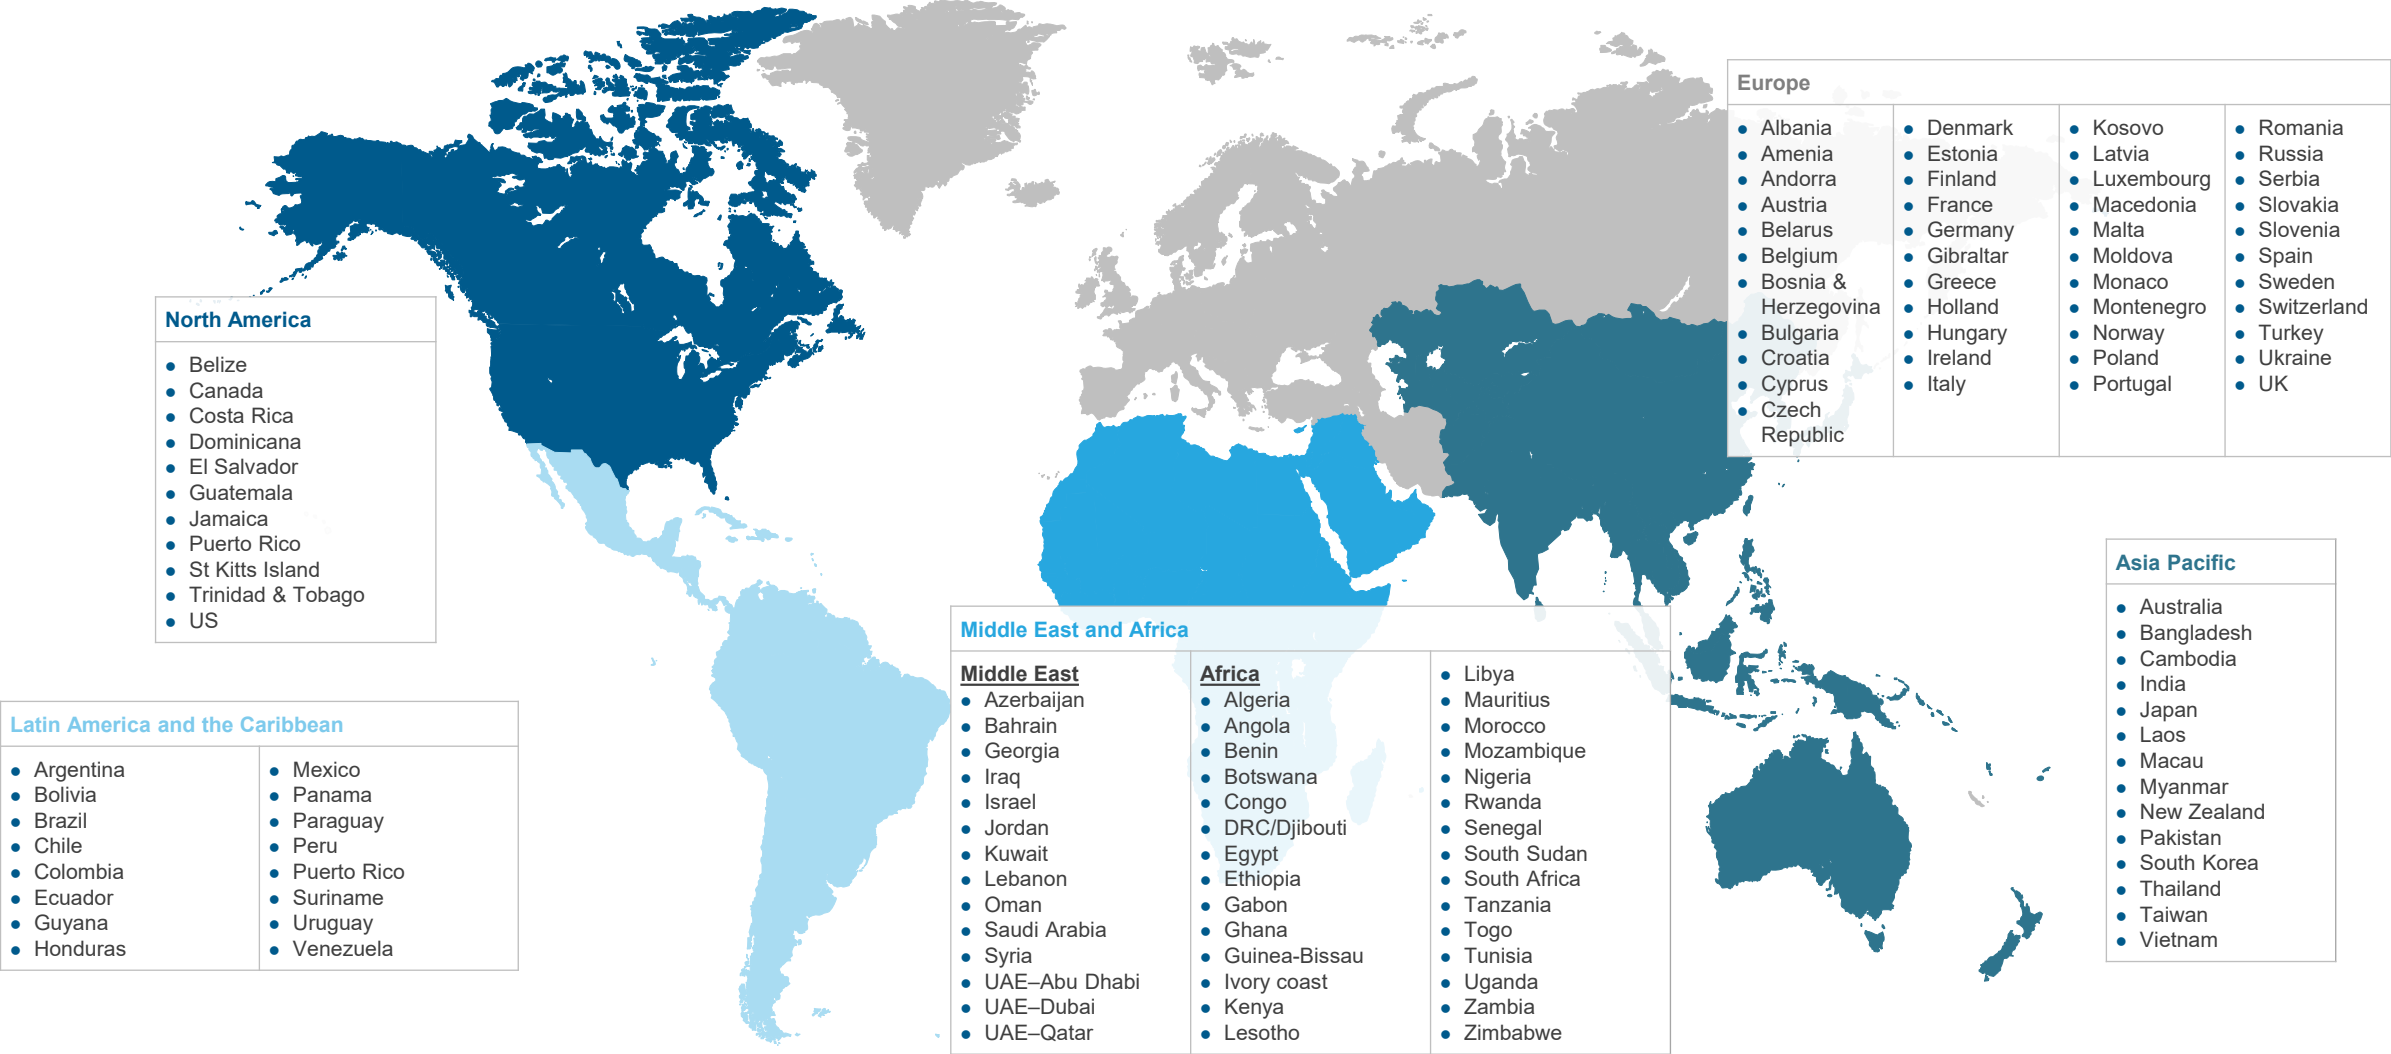 Europe
Albania
Amenia
Andorra
Austria
Belarus
Belgium
Bosnia &
Herzegovina
Bulgaria
Croatia
Cyprus
Czech
Republic
Denmark
Estonia
Finland
France
Germany
Gibraltar
Greece
Holland
Hungary
Ireland
Italy
Kosovo
Latvia
Luxembourg
Macedonia
Malta
Moldova
Monaco
Montenegro
Norway
Poland
Portugal
Romania
Russia
Serbia
Slovakia
Slovenia
Spain
Sweden
Switzerland
Turkey
Ukraine
UK
North America
Belize
Canada
Costa Rica
Dominicana
El Salvador
Guatemala
Jamaica
Puerto Rico
St Kitts Island
Trinidad & Tobago
US
Latin America and the Caribbean
Argentina
Bolivia
Brazil
Chile
Colombia
Ecuador
Guyana
Honduras
Mexico
Panama
Paraguay
Peru
Puerto Rico
Suriname
Uruguay
Venezuela
Middle East and Africa
Middle East
Azerbaijan
Bahrain
Georgia
Iraq
Israel
Jordan
Kuwait
Lebanon
Oman
Saudi Arabia
Syria
UAE–Abu Dhabi
UAE–Dubai
UAE–Qatar
Africa
Algeria
Angola
Benin
Botswana
Congo
DRC/Djibouti
Egypt
Ethiopia
Gabon
Ghana
Guinea-Bissau
Ivory coast
Kenya
Lesotho
Libya
Mauritius
Morocco
Mozambique
Nigeria
Rwanda
Senegal
South Sudan
South Africa
Tanzania
Togo
Tunisia
Uganda
Zambia
Zimbabwe
Asia Pacific
Australia
Bangladesh
Cambodia
India
Japan
Laos
Macau
Myanmar
New Zealand
Pakistan
South Korea
Thailand
Taiwan
Vietnam